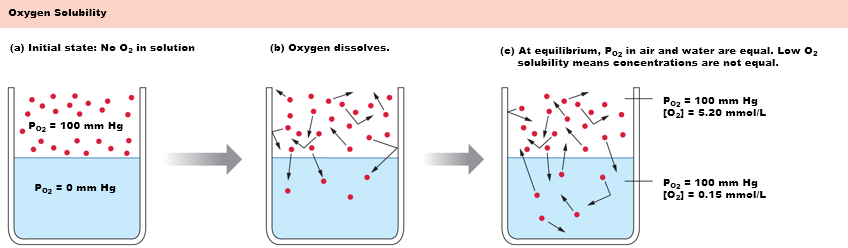 Oxygen Solubility
(a) Initial state: No O₂ in solution
(b) Oxygen dissolves.
(c) At equilibrium, PO₂ in air and water are equal. Low O₂
solubility means concentrations are not equal.
PO₂ = 100 mm Hg
PO₂ = 0 mm Hg
PO₂ = 100 mm Hg
[O₂] = 5.20 mmol/L
PO₂ = 100 mm Hg
[O₂] = 0.15 mmol/L